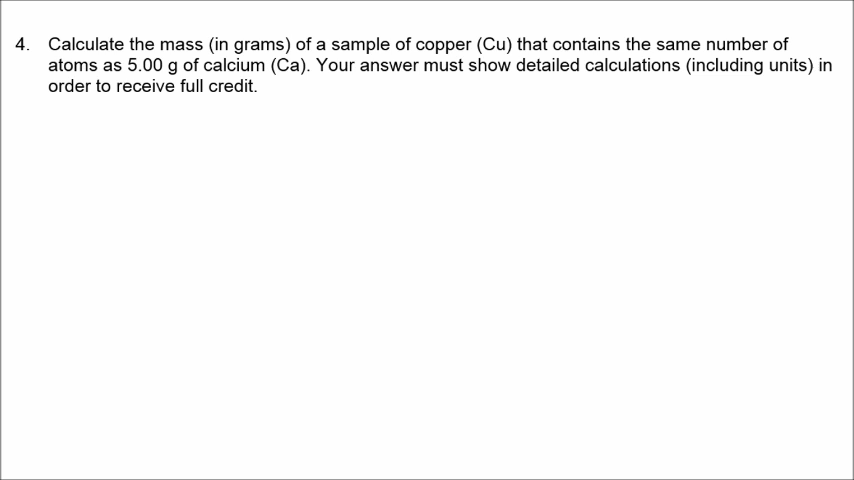 4. Calculate the mass (in grams) of a sample of copper (Cu) that contains the same number of
atoms as 5.00 g of calcium (Ca). Your answer must show detailed calculations (including units) in
order to receive full credit.